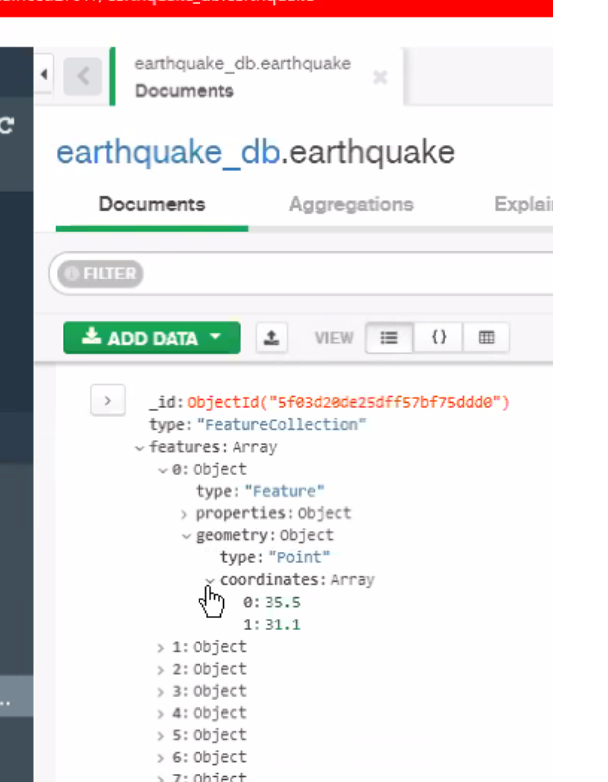 earthquake_db.earthquake
Documents
earthquake_db.earthquake
Documents Aggregations Explai
FILTER
ADD DATA VIEW {}
_id: ObjectId("5f03d20de25dff57bf75ddd0")
type: "FeatureCollection"
features: Array
0: Object
type: "Feature"
properties: Object
geometry: Object
type: "Point"
coordinates: Array
0: 35.5
1: 31.1
1: Object
2: Object
3: Object
4: Object
5: Object
6: Object
7: Object